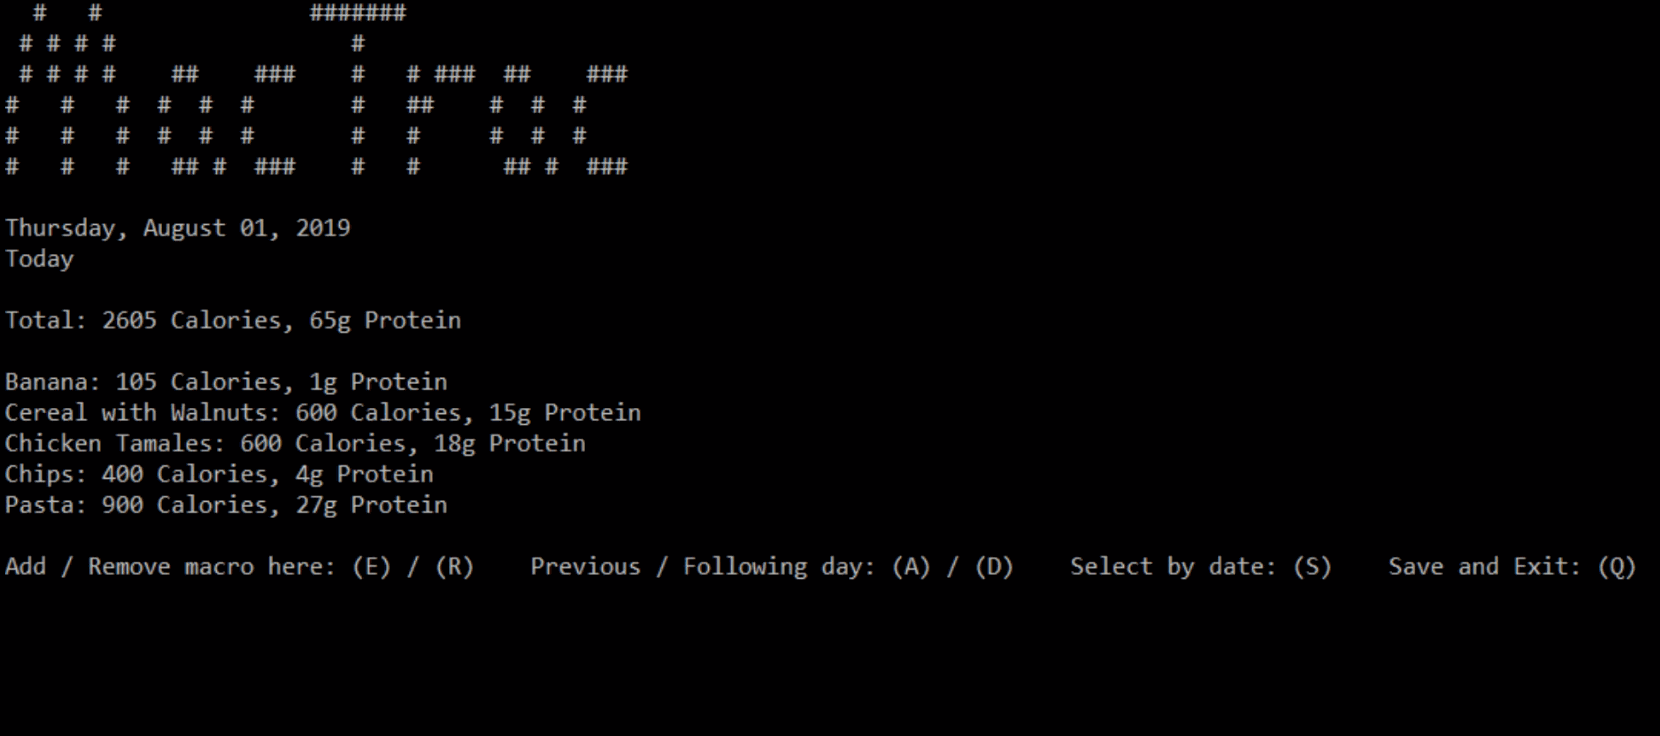 MacTrac
Thursday, August 01, 2019
Today
Total: 2605 Calories, 65g Protein
Banana: 105 Calories, 1g Protein
Cereal with Walnuts: 600 Calories, 15g Protein
Chicken Tamales: 600 Calories, 18g Protein
Chips: 400 Calories, 4g Protein
Pasta: 900 Calories, 27g Protein
Add / Remove macro here: (E) / (R)    Previous / Following day: (A) / (D)    Select by date: (S)    Save and Exit: (Q)